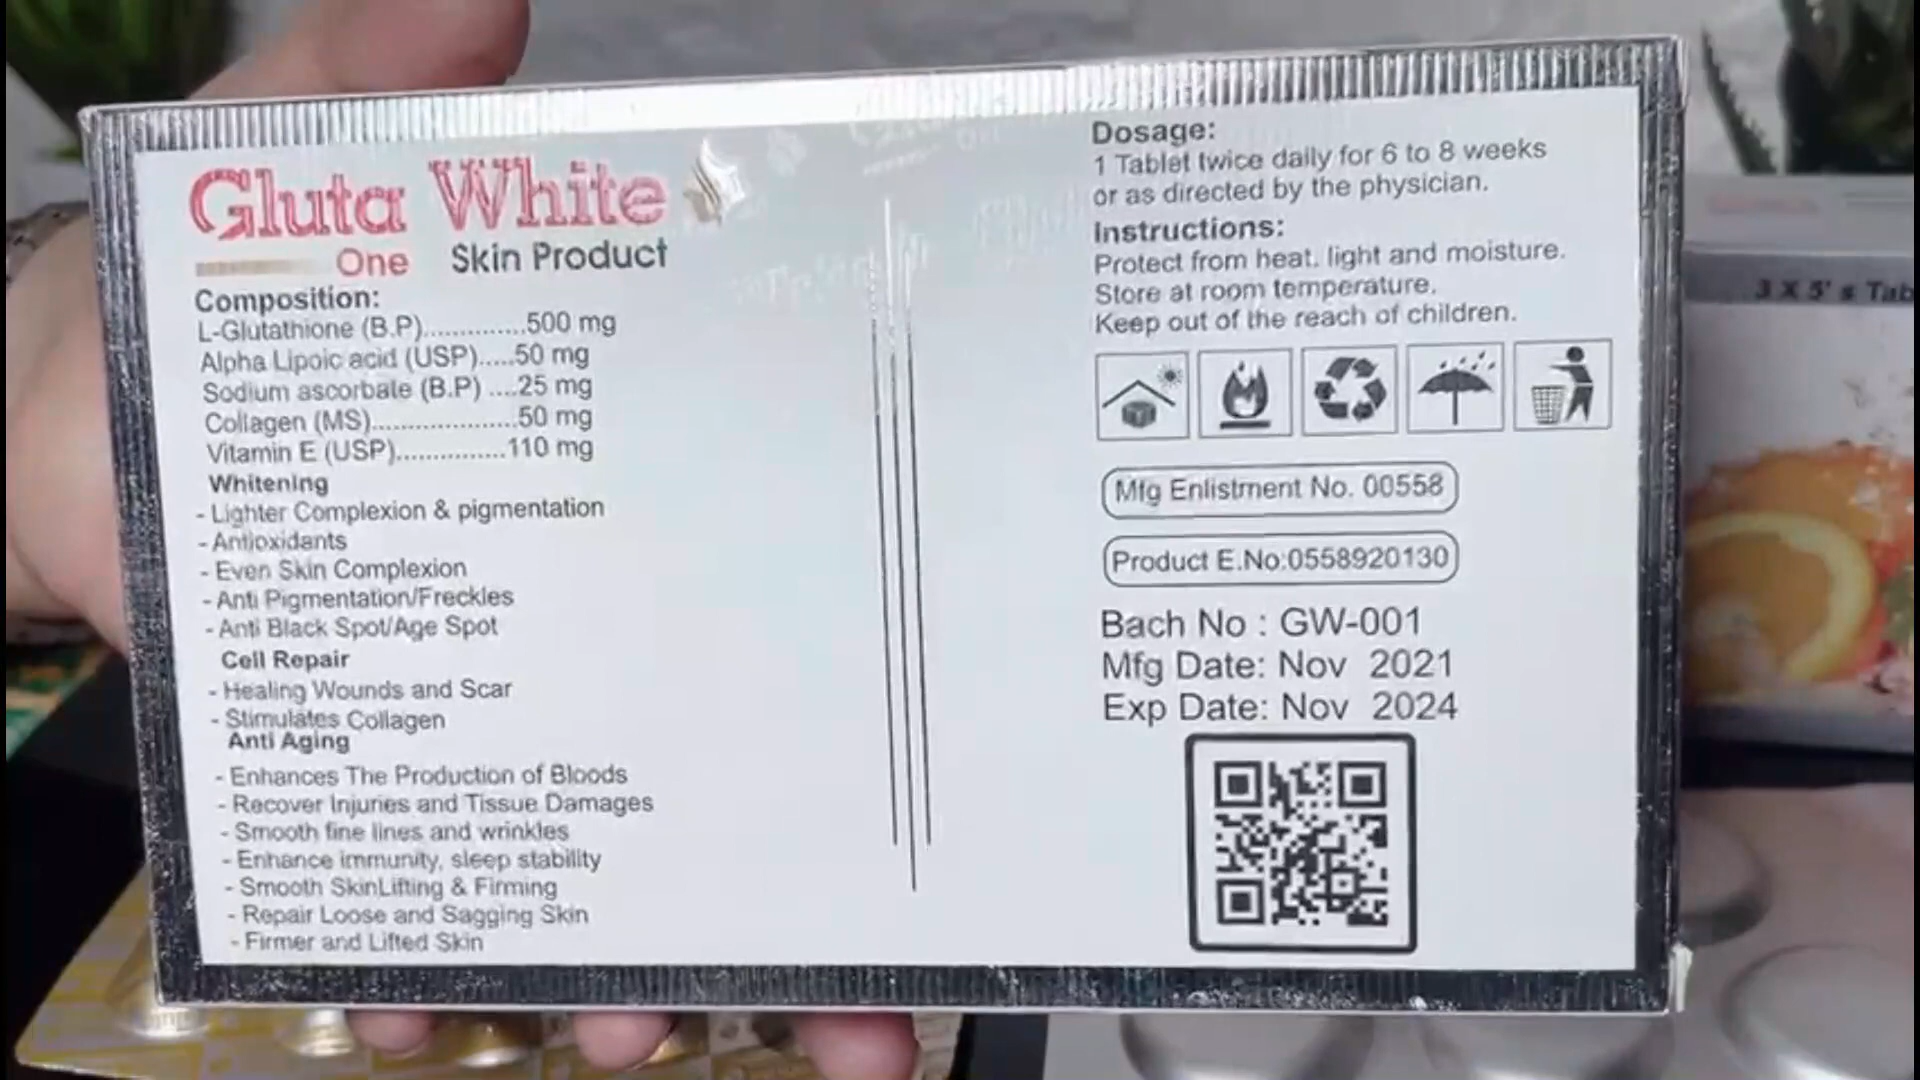 Gluta White
One Skin Product
Composition:
L-Glutathione (B.P)..............500 mg
Alpha Lipoic acid (USP).....50 mg
Sodium ascorbate (B.P) ....25 mg
Collagen (MS)....................50 mg
Vitamin E (USP)...............110 mg
Whitening
- Lighter Complexion & pigmentation
- Antioxidants
- Even Skin Complexion
- Anti Pigmentation/Freckles
- Anti Black Spot/Age Spot
Cell Repair
- Healing Wounds and Scar
- Stimulates Collagen
Anti Aging
- Enhances The Production of Bloods
- Recover Injuries and Tissue Damages
- Smooth fine lines and wrinkles
- Enhance immunity, sleep stability
- Smooth SkinLifting & Firming
- Repair Loose and Sagging Skin
- Firmer and Lifted Skin
Dosage:
1 Tablet twice daily for 6 to 8 weeks
or as directed by the physician.
Instructions:
Protect from heat. light and moisture.
Store at room temperature.
Keep out of the reach of children.
Mfg Enlistment No. 00558
Product E.No:0558920130
Bach No : GW-001
Mfg Date: Nov 2021
Exp Date: Nov 2024
3 X 5' s Tab